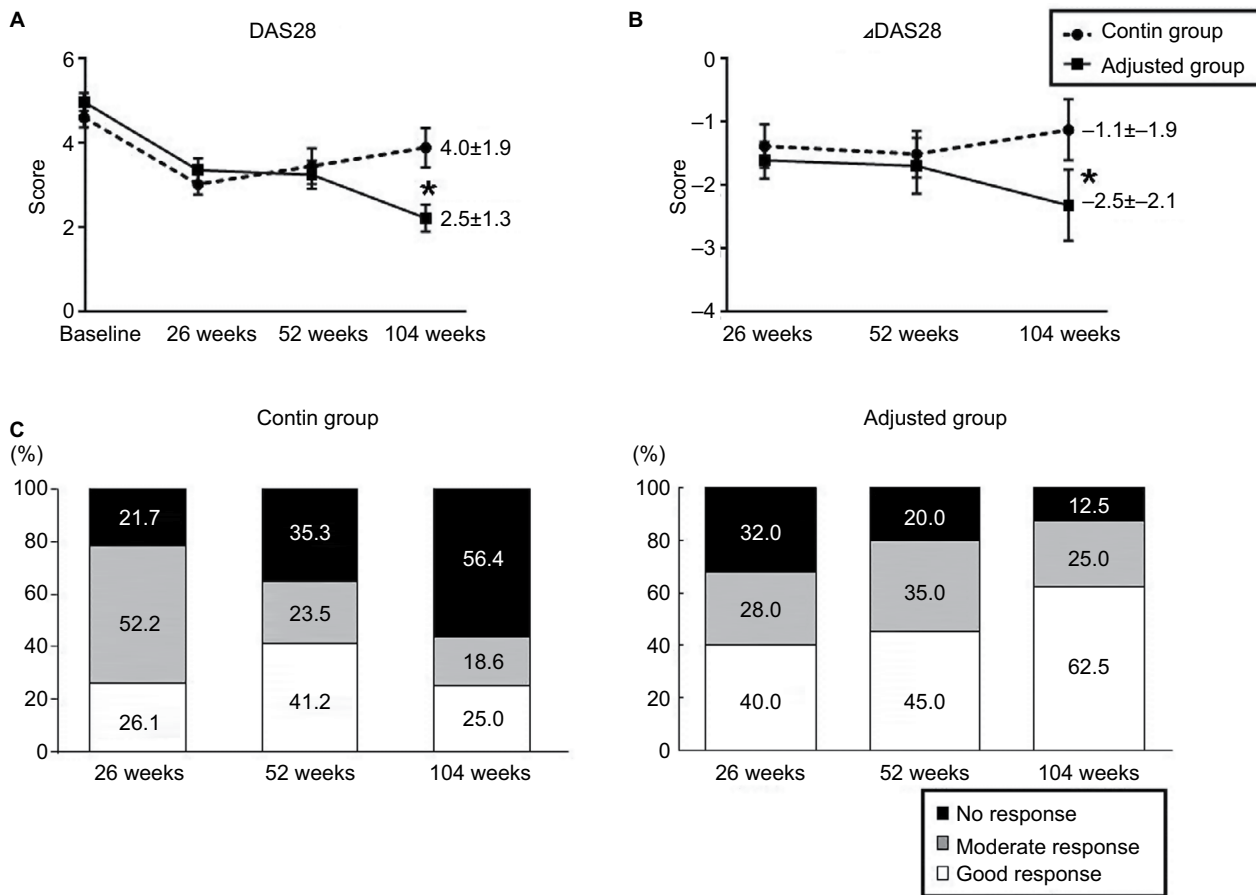 A
DAS28
Score
6
4
2
0
4.0±1.9
*
2.5±1.3
Baseline 26 weeks 52 weeks 104 weeks
B
⊿DAS28
Contin group
Adjusted group
Score
–0
–1
–2
–3
–4
–1.1±–1.9
*
–2.5±–2.1
26 weeks 52 weeks 104 weeks
C
Contin group
(%)
100
80
60
40
20
0
21.7
52.2
26.1
35.3
23.5
41.2
56.4
18.6
25.0
26 weeks 52 weeks 104 weeks
Adjusted group
(%)
100
80
60
40
20
0
32.0
28.0
40.0
20.0
35.0
45.0
12.5
25.0
62.5
26 weeks 52 weeks 104 weeks
No response
Moderate response
Good response